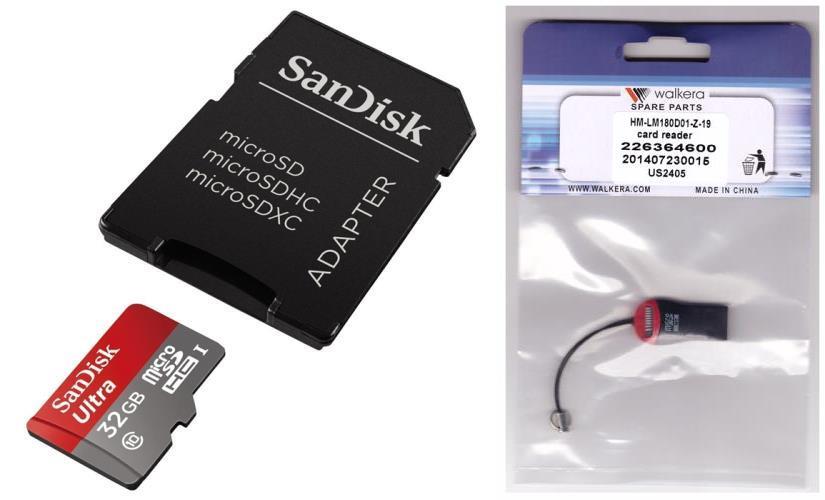 SanDisk
microSD
microSDHC
microSDXC
ADAPTER
SanDisk
Ultra
32GB
micro
SD
HC I
10
walkera
SPARE PARTS
HM-LM180D01-Z-19
card reader
226364600
201407230015
US2405
WWW.WALKERA.COM
MADE IN CHINA